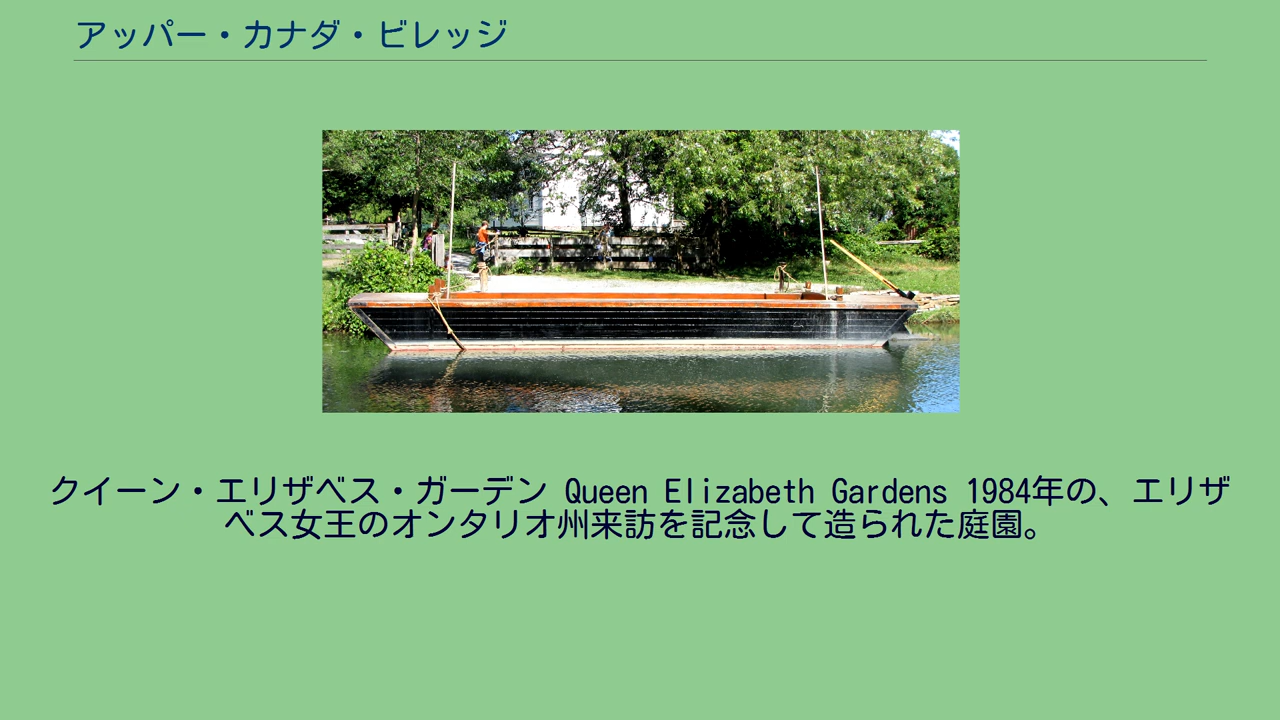 アッパー・カナダ・ビレッジ
クイーン・エリザベス・ガーデン Queen Elizabeth Gardens 1984年の、エリザ
ベス女王のオンタリオ州来訪を記念して造られた庭園。